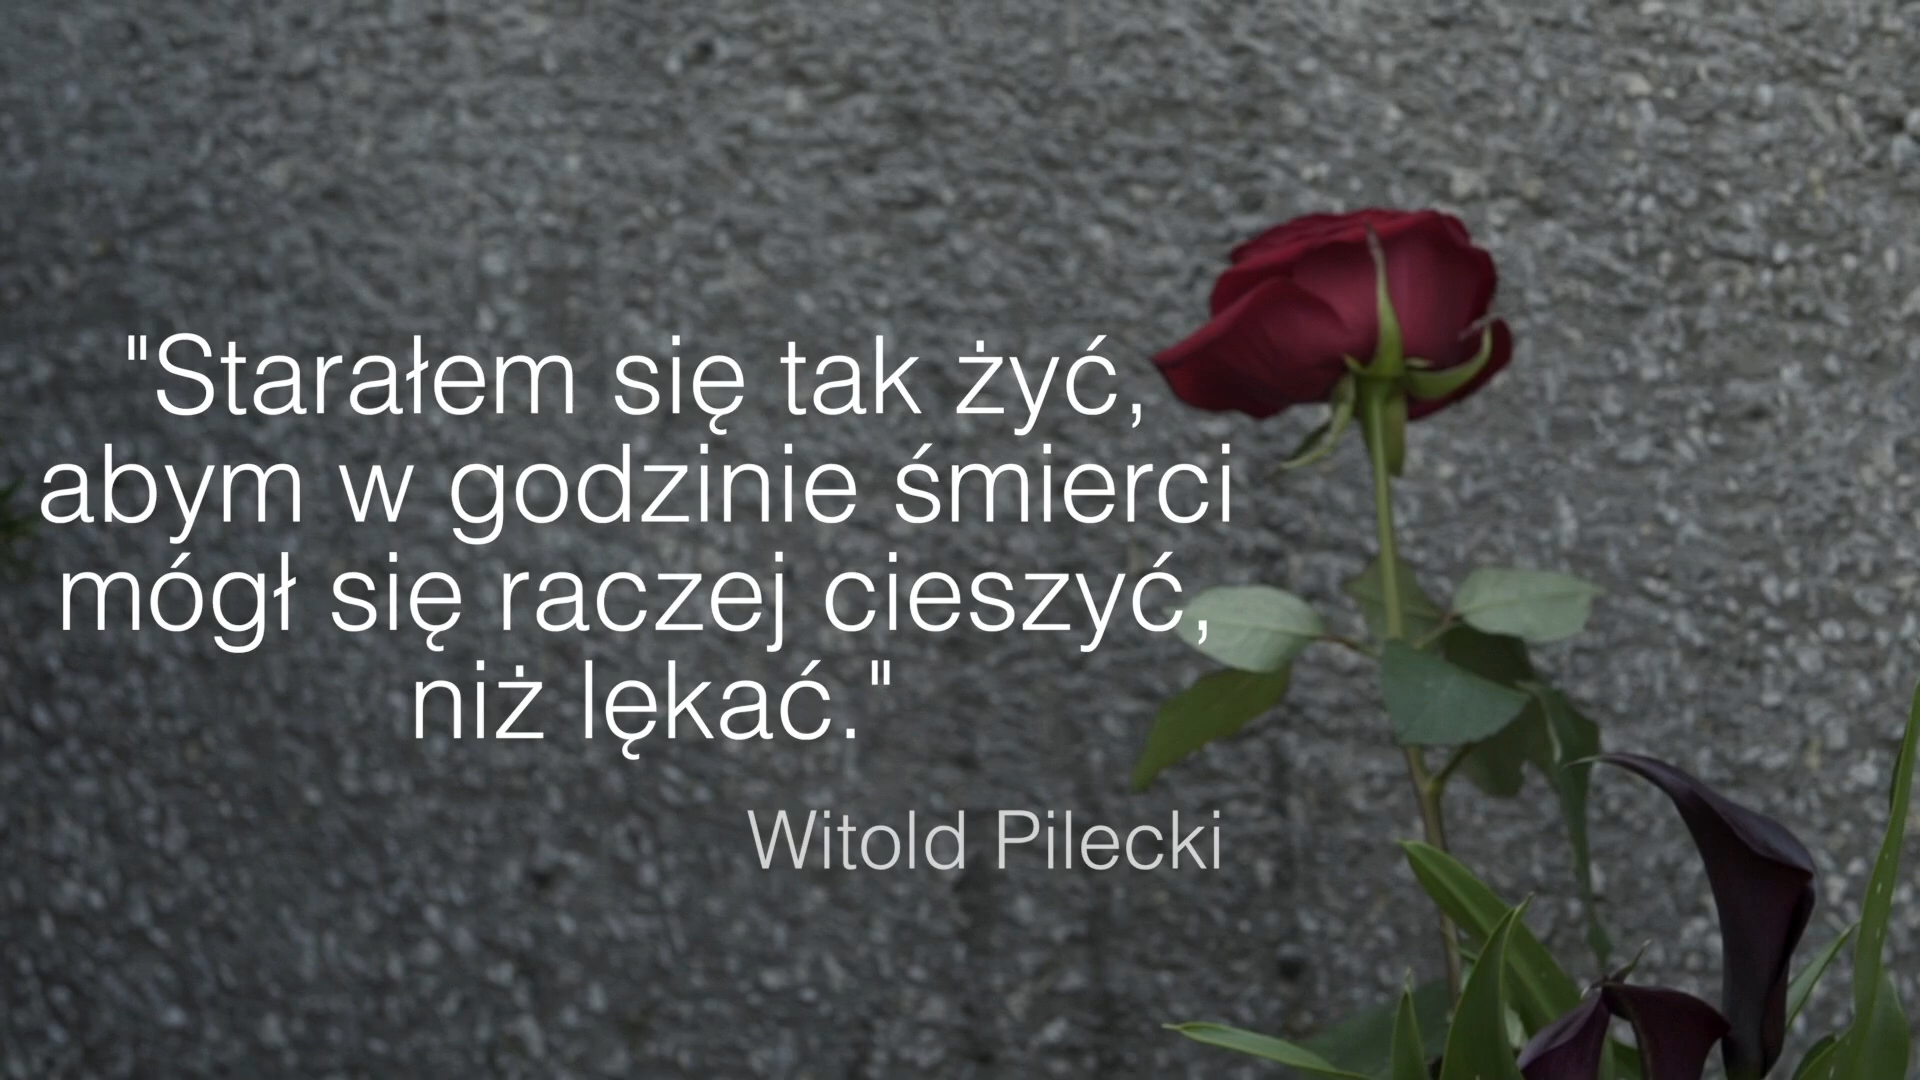 "Starałem się tak żyć,
abym w godzinie śmierci
mógł się raczej cieszyć,
niż lękać."
Witold Pilecki